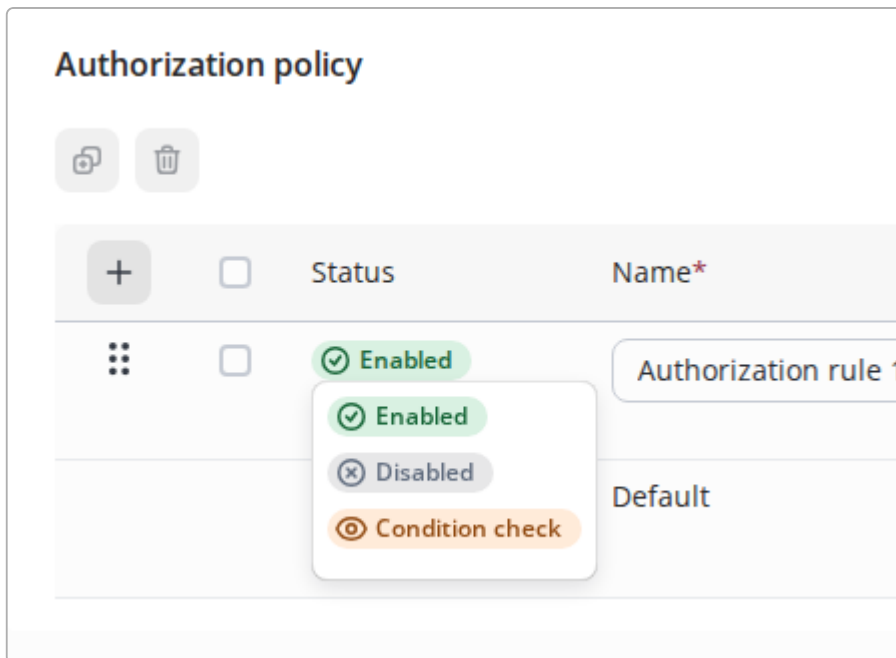 Authorization policy
Status Name*
Enabled Authorization rule
Enabled
Disabled
Default
Condition check